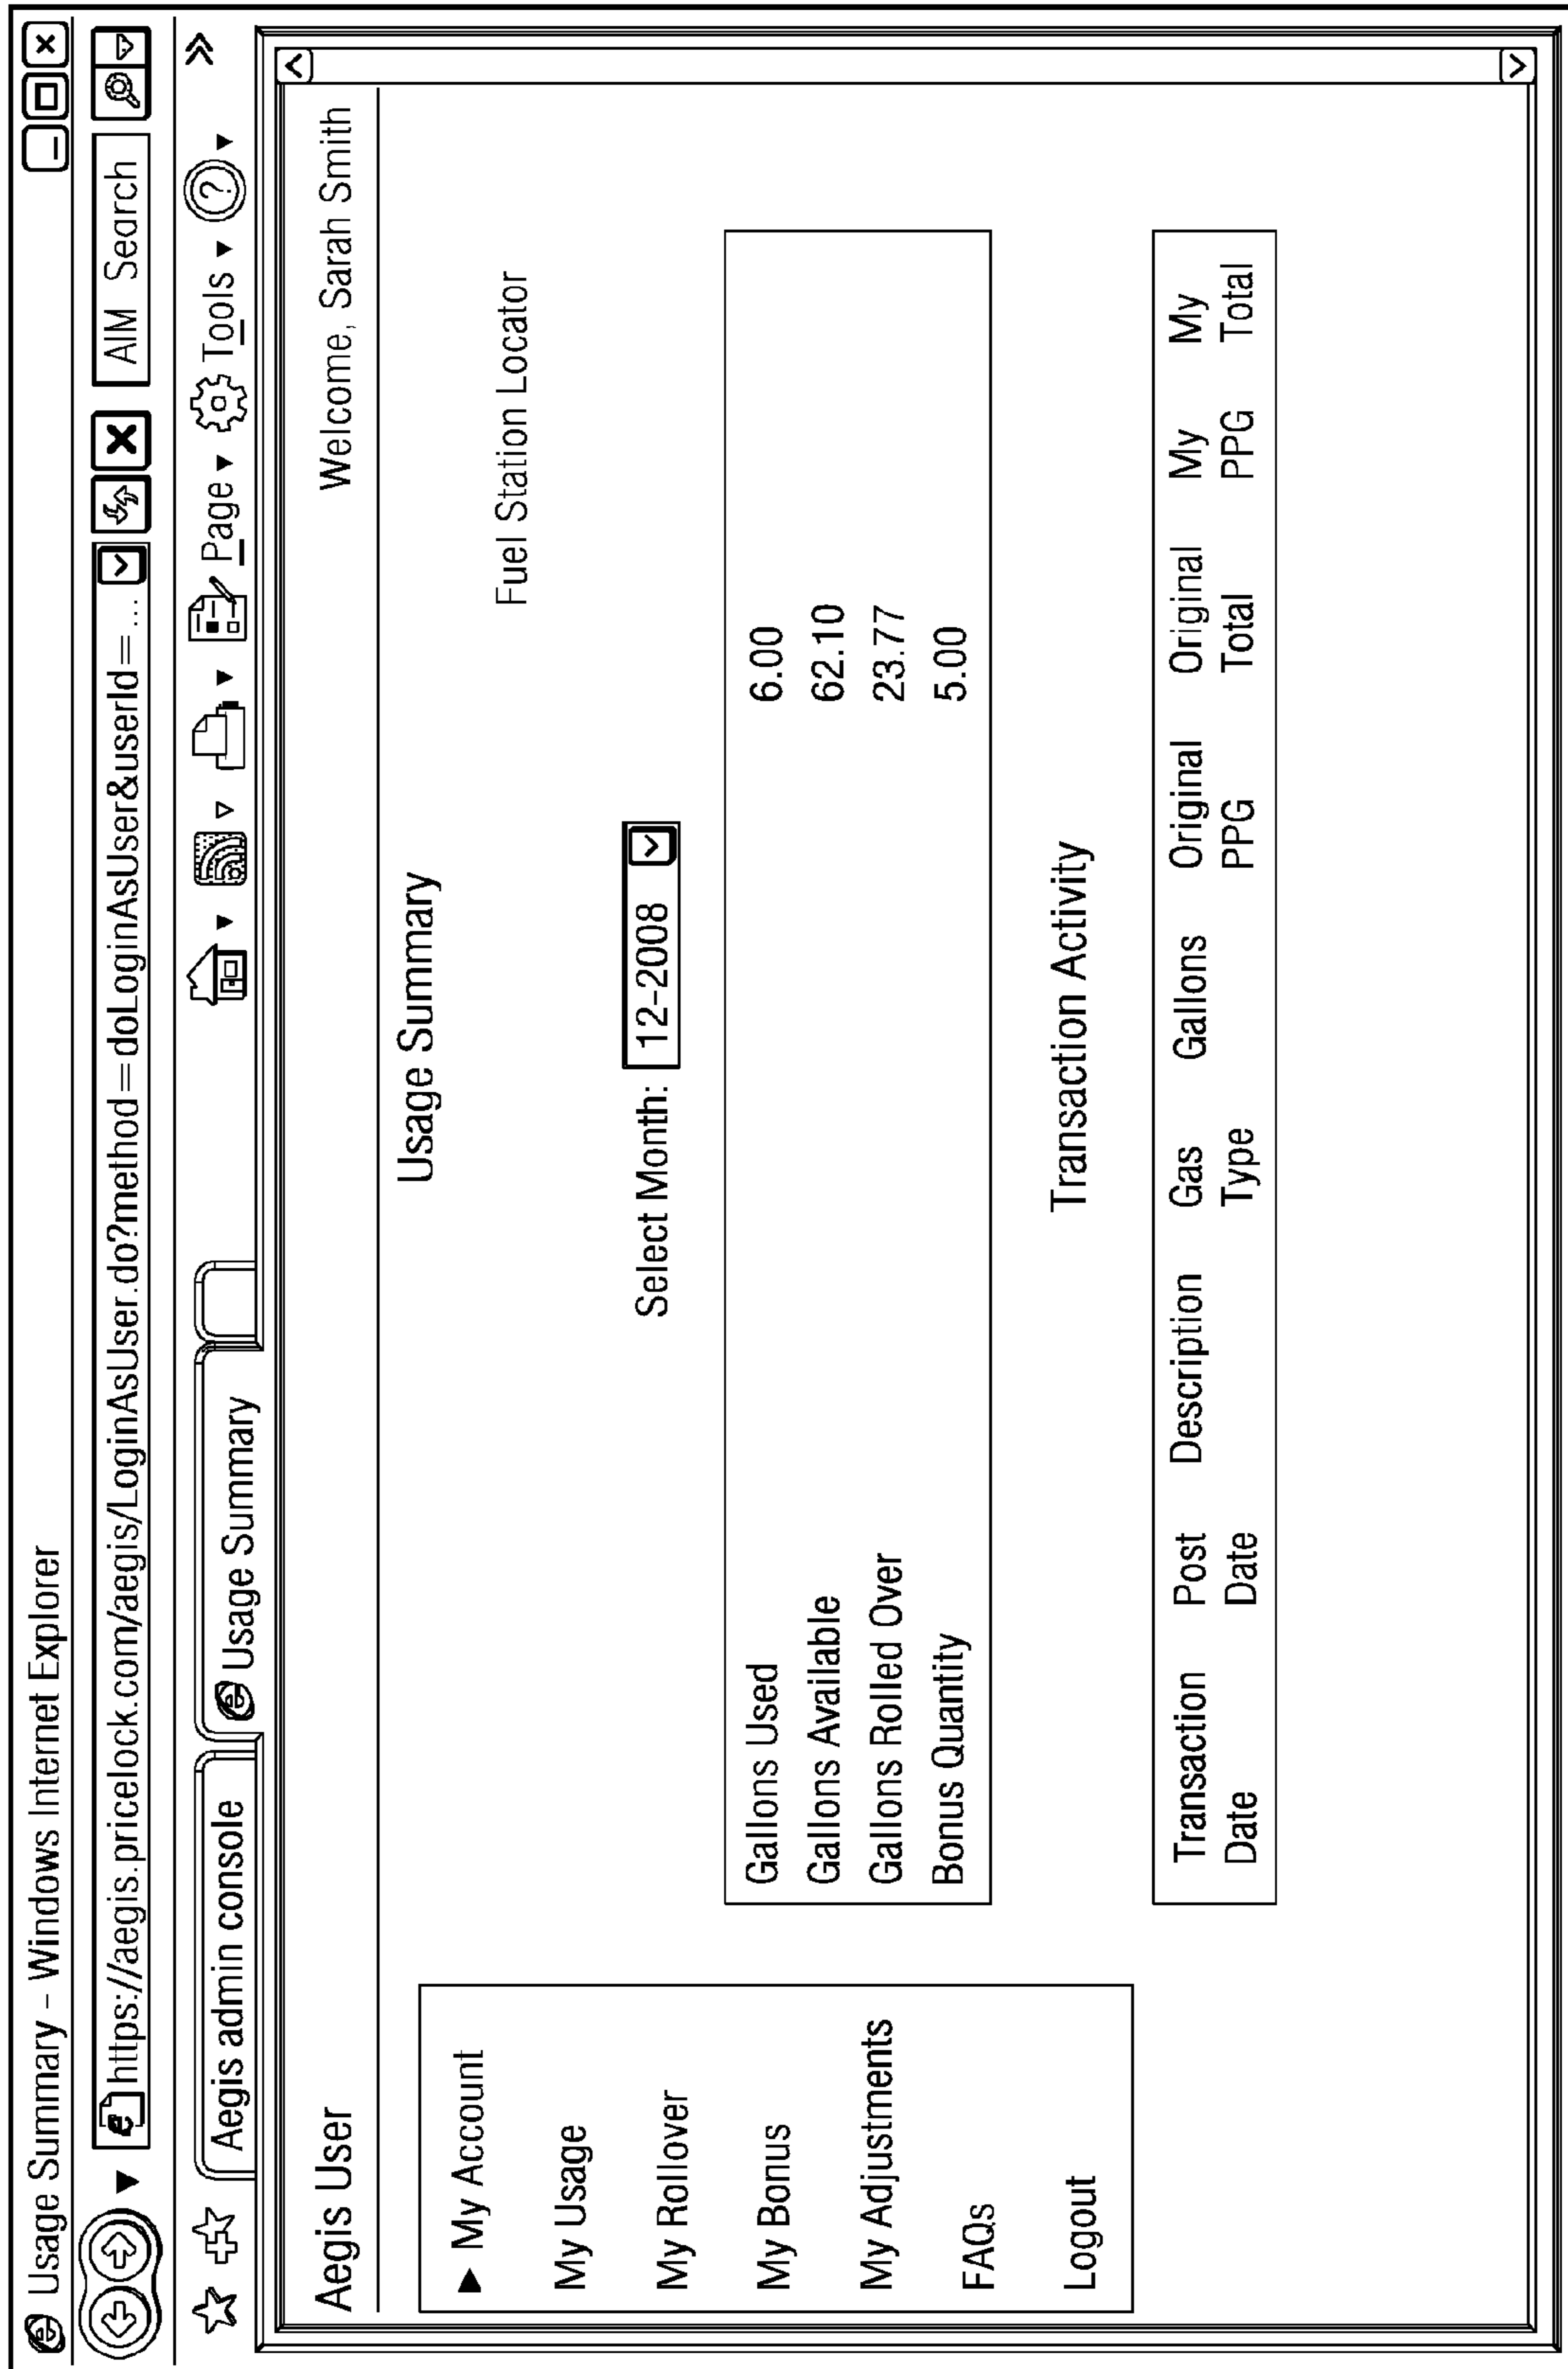 Usage Summary - Windows Internet Explorer
https://aegis.pricelock.com/aegis/LoginAsUser.do?method=doLoginAsUser&userId=...
AIM Search
Aegis admin console
Usage Summary
Page
Tools
Aegis User
Welcome, Sarah Smith
My Account
My Usage
My Rollover
My Bonus
My Adjustments
FAQs
Logout
Usage Summary
Fuel Station Locator
Select Month: 12-2008
Gallons Used 6.00
Gallons Available 62.10
Gallons Rolled Over 23.77
Bonus Quantity 5.00
Transaction Activity
Transaction Post Description Gas Gallons Original Original My My
Date Date Type PPG Total PPG Total